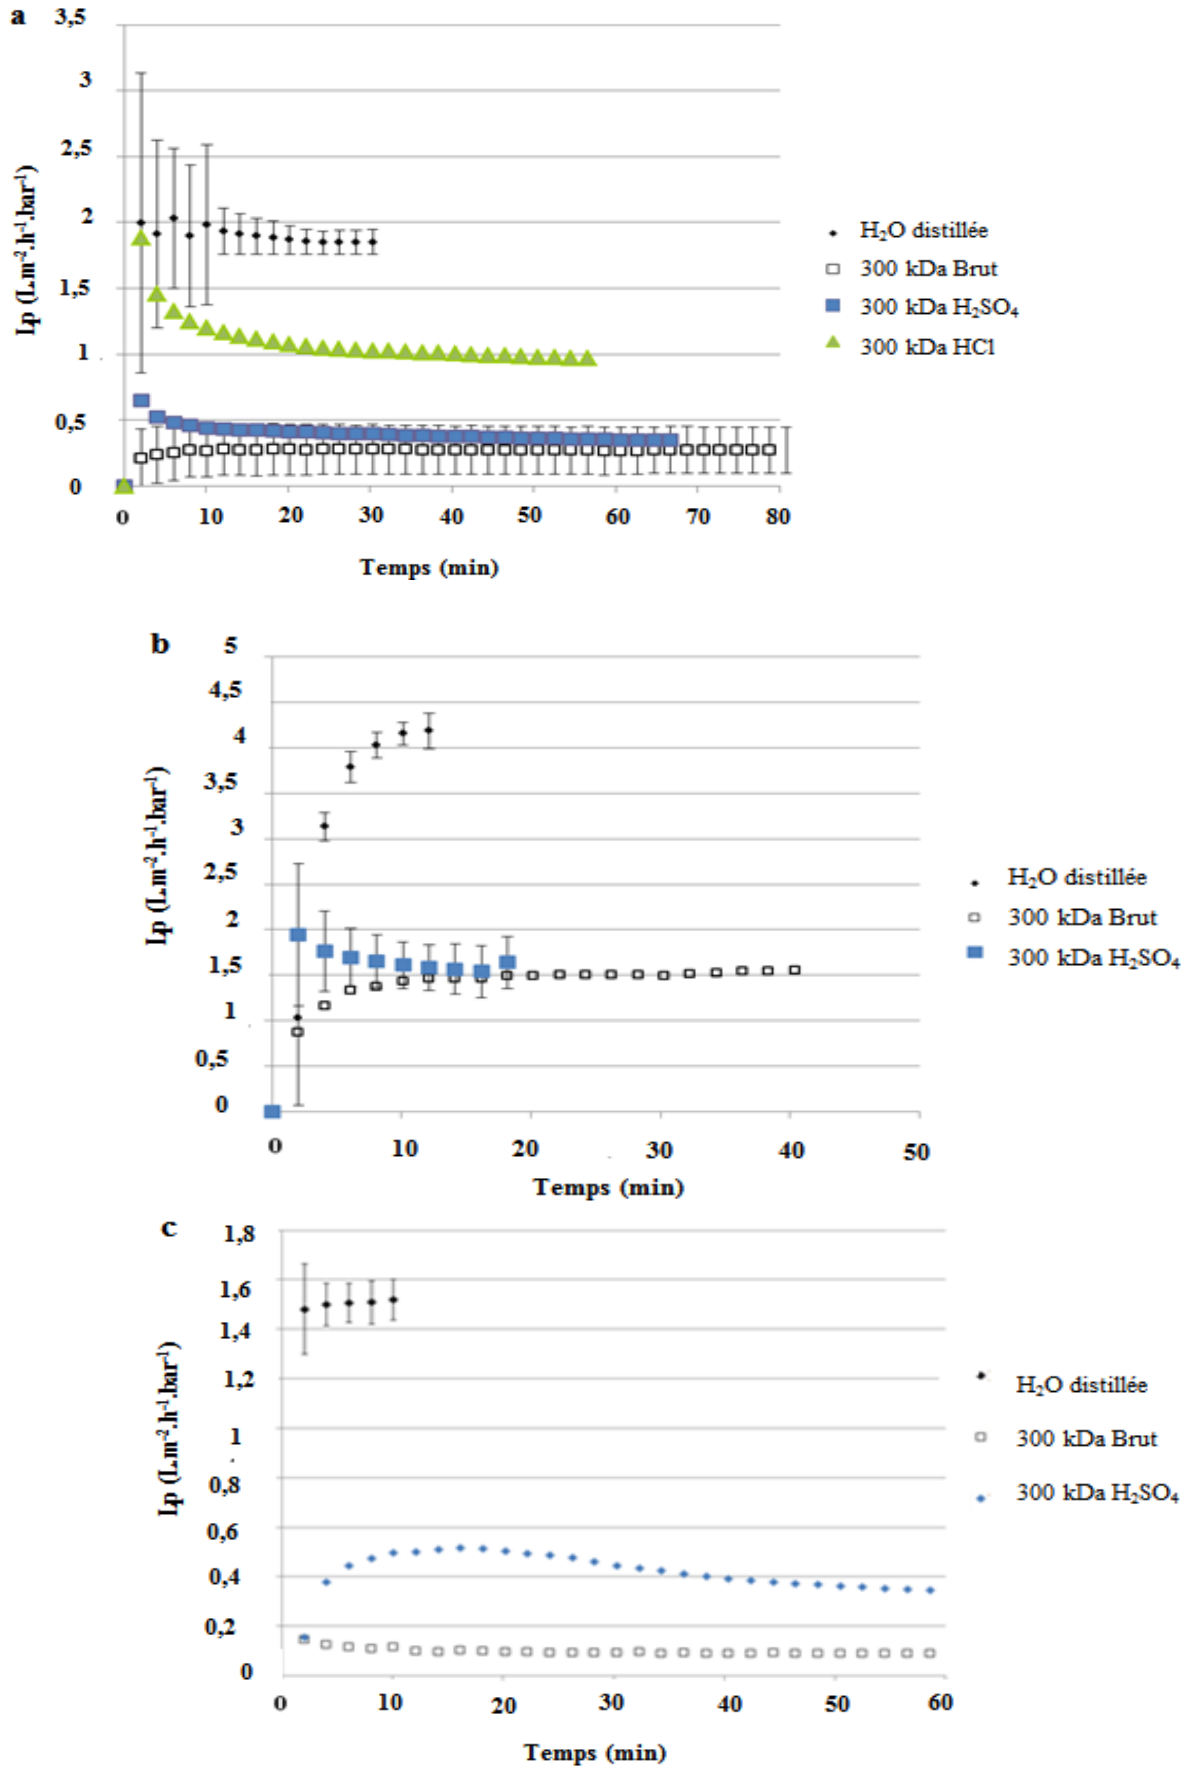 a
3,5
3
2,5
2
1,5
1
0,5
0
Lp (L.m⁻².h⁻¹.bar⁻¹)
0 10 20 30 40 50 60 70 80
Temps (min)
H₂O distillée
300 kDa Brut
300 kDa H₂SO₄
300 kDa HCl
b
5
4,5
4
3,5
3
2,5
2
1,5
1
0,5
0
Lp (L.m⁻².h⁻¹.bar⁻¹)
0 10 20 30 40 50
Temps (min)
H₂O distillée
300 kDa Brut
300 kDa H₂SO₄
c
1,8
1,6
1,4
1,2
1
0,8
0,6
0,4
0,2
0
Lp (L.m⁻².h⁻¹.bar⁻¹)
0 10 20 30 40 50 60
Temps (min)
H₂O distillée
300 kDa Brut
300 kDa H₂SO₄